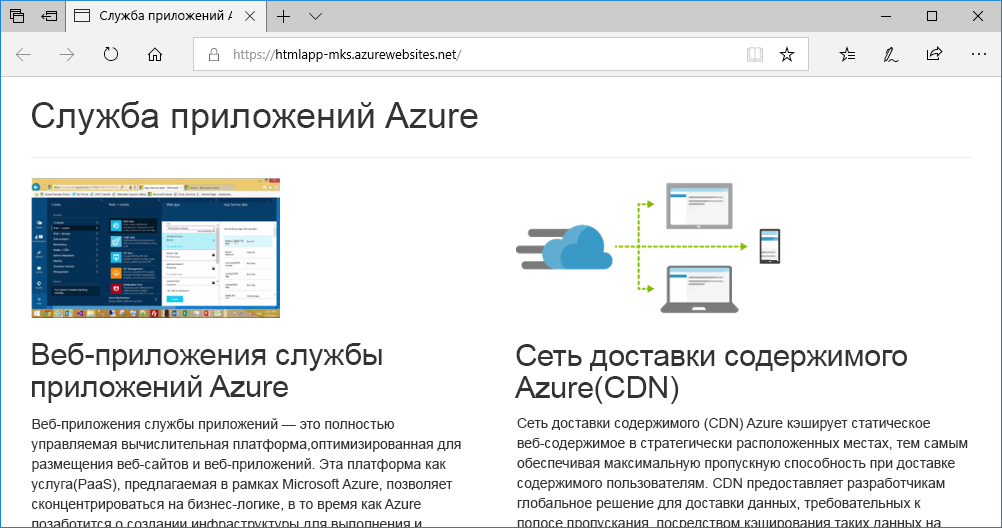 Служба приложений А
https://htmlapp-mks.azurewebsites.net/
Служба приложений Azure
Веб-приложения службы
приложений Azure
Веб-приложения службы приложений — это полностью
управляемая вычислительная платформа,оптимизированная для
размещения веб-сайтов и веб-приложений. Эта платформа как
услуга(PaaS), предлагаемая в рамках Microsoft Azure, позволяет
сконцентрироваться на бизнес-логике, в то время как Azure
позаботится о создании инфраструктуры для выполнения и
Сеть доставки содержимого
Azure(CDN)
Сеть доставки содержимого (CDN) Azure кэширует статическое
веб-содержимое в стратегически расположенных местах, тем самым
обеспечивая максимальную пропускную способность при доставке
содержимого пользователям. CDN предоставляет разработчикам
глобальное решение для доставки данных, требовательных к
полосе пропускания, посредством кэширования таких данных на